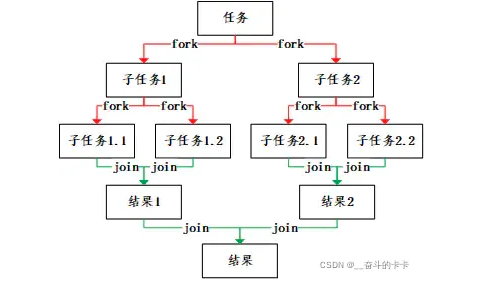 任务
fork fork
子任务1 子任务2
fork fork fork fork
子任务1.1 子任务1.2 子任务2.1 子任务2.2
join join join join
结果1 结果2
join join
结果
CSDN @__奋斗的卡卡